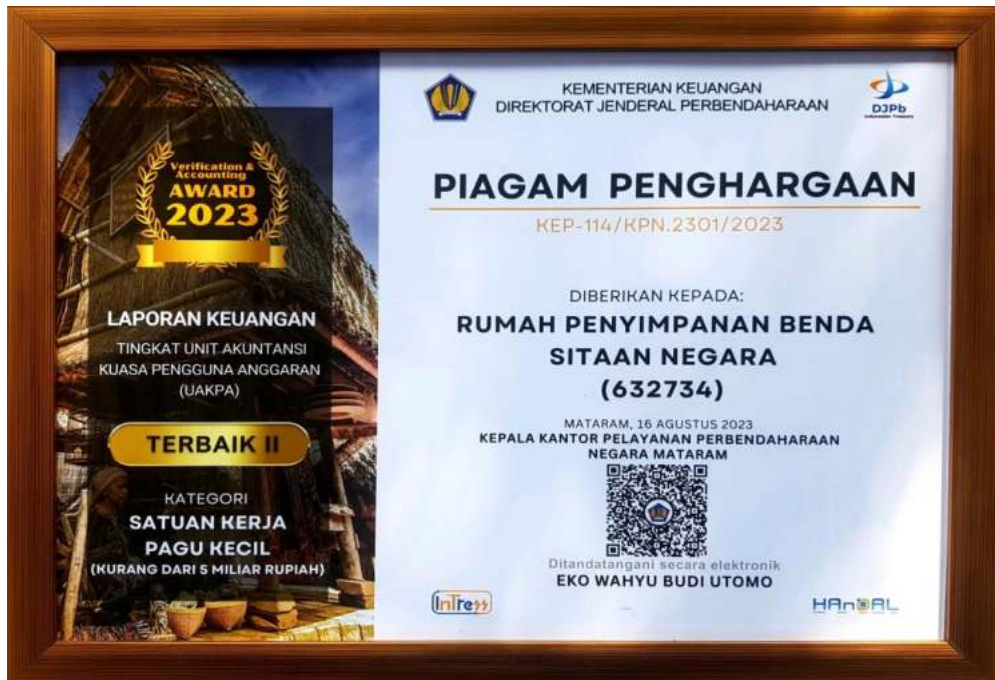 Verification &
Accounting
AWARD
2023
LAPORAN KEUANGAN
TINGKAT UNIT AKUNTANSI
KUASA PENGGUNA ANGGARAN
(UAKPA)
TERBAIK II
KATEGORI
SATUAN KERJA
PAGU KECIL
(KURANG DARI 5 MILIAR RUPIAH)
KEMENTERIAN KEUANGAN
DIREKTORAT JENDERAL PERBENDAHARAAN
DJPb
PIAGAM PENGHARGAAN
KEP-114/KPN.2301/2023
DIBERIKAN KEPADA:
RUMAH PENYIMPANAN BENDA
SITAAN NEGARA
(632734)
MATARAM, 16 AGUSTUS 2023
KEPALA KANTOR PELAYANAN PERBENDAHARAAN
NEGARA MATARAM
Ditandatangani secara elektronik
EKO WAHYU BUDI UTOMO
InTress
HAnDAL